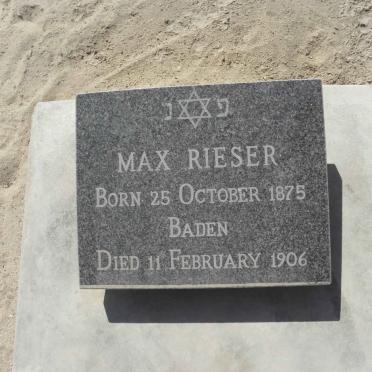 פ נ
MAX RIESER
BORN 25 OCTOBER 1875
BADEN
DIED 11 FEBRUARY 1906